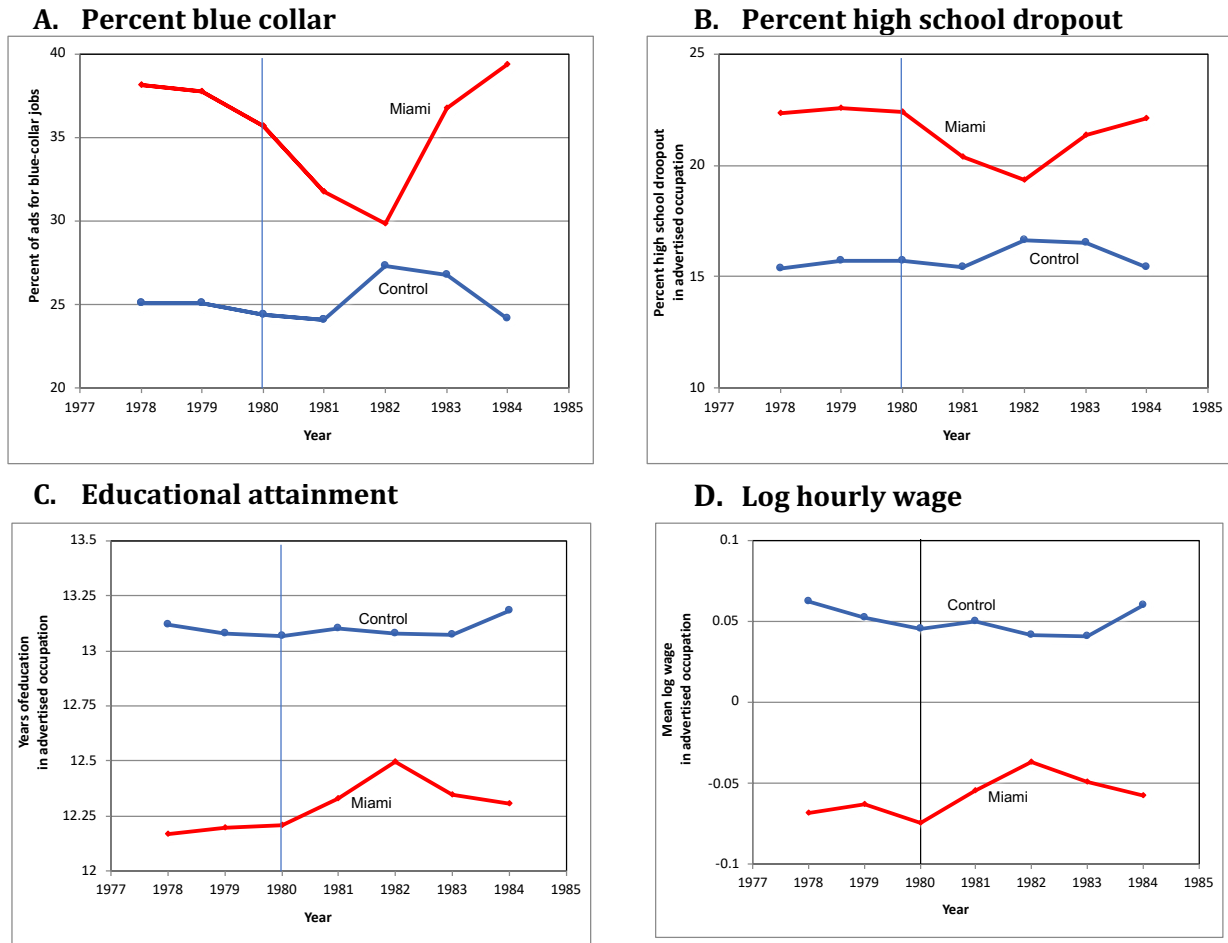 A. Percent blue collar
40
35
30
25
20
Percent of ads for blue-collar jobs
Miami
Control
1977 1978 1979 1980 1981 1982 1983 1984 1985
Year
B. Percent high school dropout
25
20
15
10
Percent high school droopout
in advertised occupation
Miami
Control
1977 1978 1979 1980 1981 1982 1983 1984 1985
Year
C. Educational attainment
13.5
13.25
13
12.75
12.5
12.25
12
Years ofeducation
in advertised occupation
Control
Miami
1977 1978 1979 1980 1981 1982 1983 1984 1985
Year
D. Log hourly wage
0.1
0.05
0
-0.05
-0.1
Mean log wage
in advertised occupation
Control
Miami
1977 1978 1979 1980 1981 1982 1983 1984 1985
Year